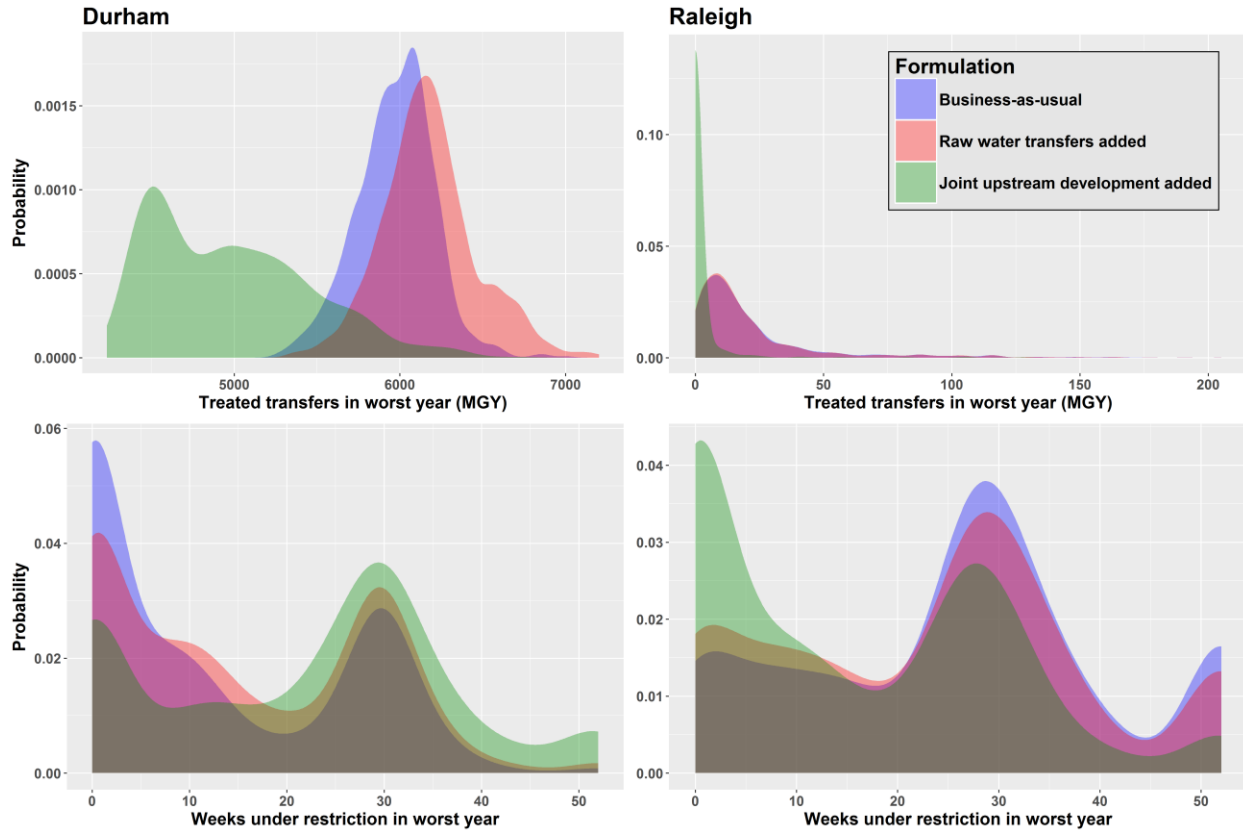 Durham
Raleigh
Formulation
Business-as-usual
Raw water transfers added
Joint upstream development added
Probability
0.0015
0.0010
0.0005
0.0000
5000 6000 7000
Treated transfers in worst year (MGY)
0.10
0.05
0.00
0 50 100 150 200
Treated transfers in worst year (MGY)
Probability
0.06
0.04
0.02
0.00
0 10 20 30 40 50
Weeks under restriction in worst year
0.04
0.03
0.02
0.01
0.00
0 10 20 30 40 50
Weeks under restriction in worst year